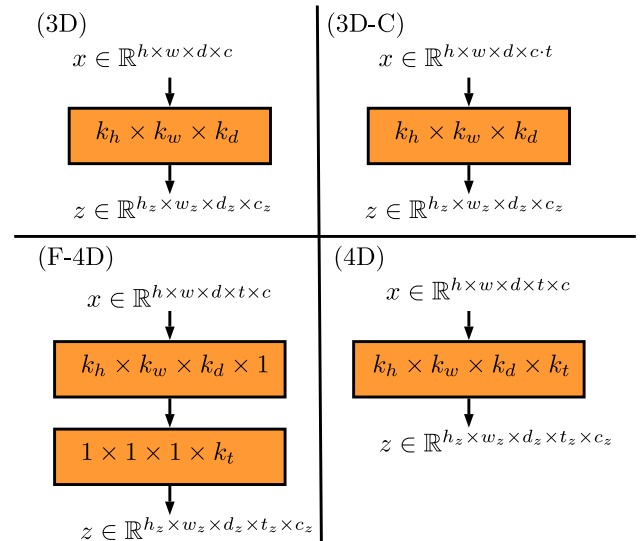 (3D)
x ∈ ℝ^{h×w×d×c}
k_h × k_w × k_d
z ∈ ℝ^{h_z×w_z×d_z×c_z}
(3D-C)
x ∈ ℝ^{h×w×d×c·t}
k_h × k_w × k_d
z ∈ ℝ^{h_z×w_z×d_z×c_z}
(F-4D)
x ∈ ℝ^{h×w×d×t×c}
k_h × k_w × k_d × 1
1 × 1 × 1 × k_t
z ∈ ℝ^{h_z×w_z×d_z×t_z×c_z}
(4D)
x ∈ ℝ^{h×w×d×t×c}
k_h × k_w × k_d × k_t
z ∈ ℝ^{h_z×w_z×d_z×t_z×c_z}